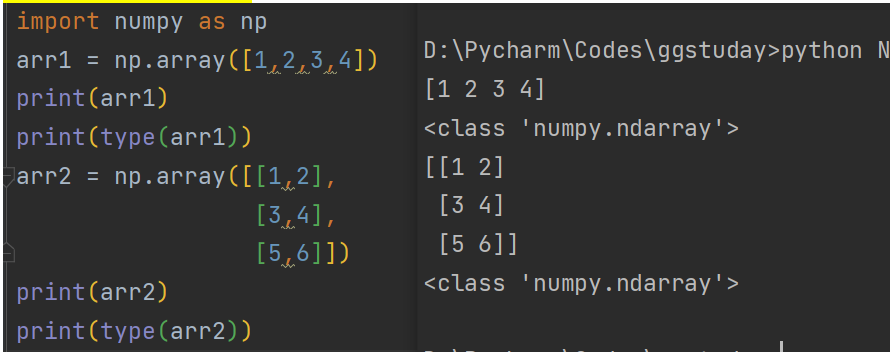 import numpy as np
arr1 = np.array([1,2,3,4])
print(arr1)
print(type(arr1))
arr2 = np.array([[1,2],
[3,4],
[5,6]])
print(arr2)
print(type(arr2))
D:\Pycharm\Codes\ggstuday>python N
[1 2 3 4]
<class 'numpy.ndarray'>
[[1 2]
[3 4]
[5 6]]
<class 'numpy.ndarray'>